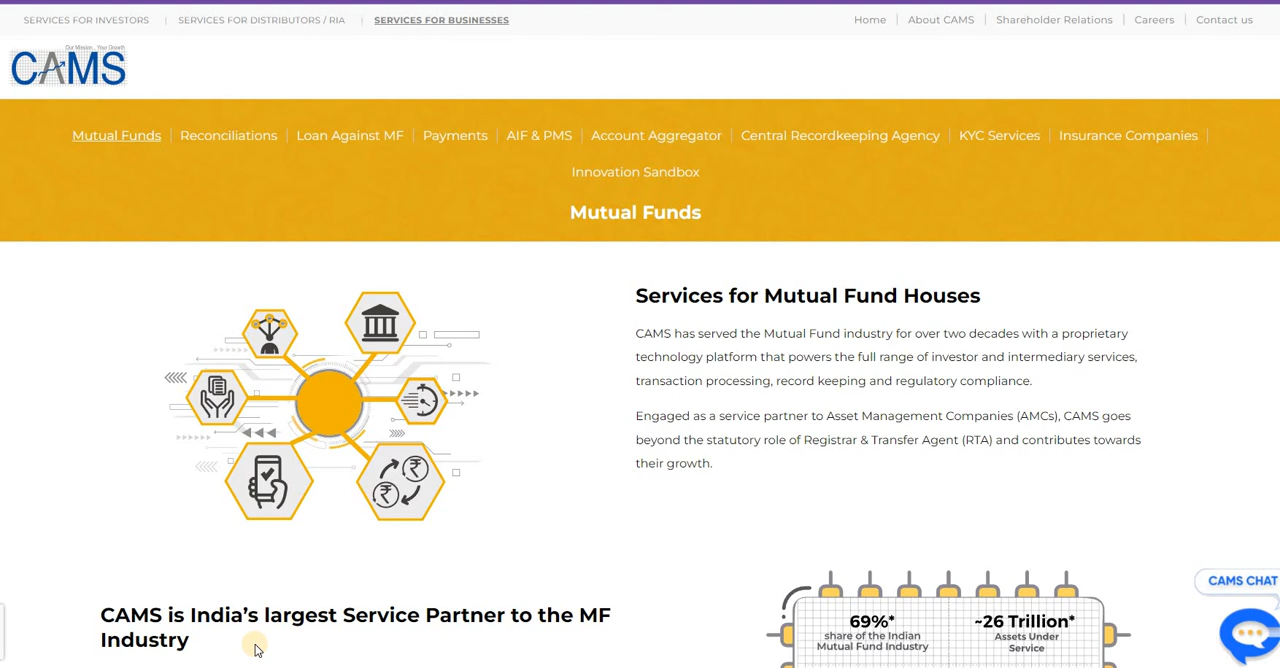 SERVICES FOR INVESTORS | SERVICES FOR DISTRIBUTORS / RIA | SERVICES FOR BUSINESSES
Home | About CAMS | Shareholder Relations | Careers | Contact us
Our Mission... Your Growth
CAMS
Mutual Funds | Reconciliations | Loan Against MF | Payments | AIF & PMS | Account Aggregator | Central Recordkeeping Agency | KYC Services | Insurance Companies |
Innovation Sandbox
Mutual Funds
Services for Mutual Fund Houses
CAMS has served the Mutual Fund industry for over two decades with a proprietary
technology platform that powers the full range of investor and intermediary services,
transaction processing, record keeping and regulatory compliance.
Engaged as a service partner to Asset Management Companies (AMCs), CAMS goes
beyond the statutory role of Registrar & Transfer Agent (RTA) and contributes towards
their growth.
₹
₹
CAMS is India's largest Service Partner to the MF
Industry
69%*
share of the Indian
Mutual Fund Industry
~26 Trillion*
Assets Under
Service
CAMS CHAT